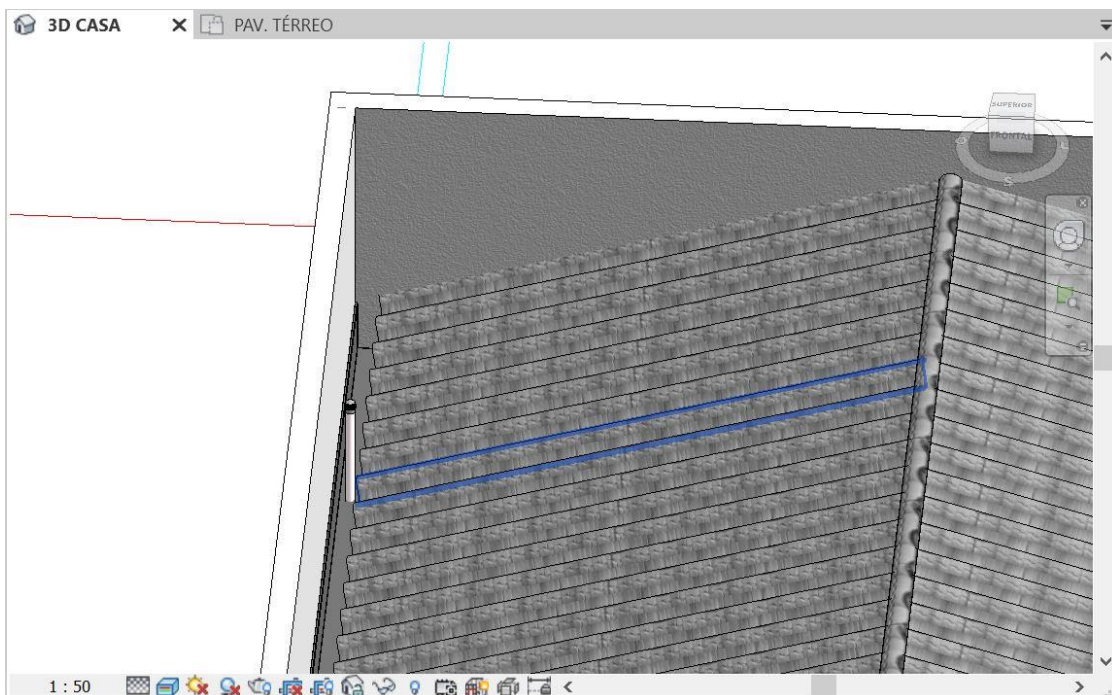 3D CASA
PAV. TÉRREO
SUPERIOR
FRONTAL
S
1 : 50